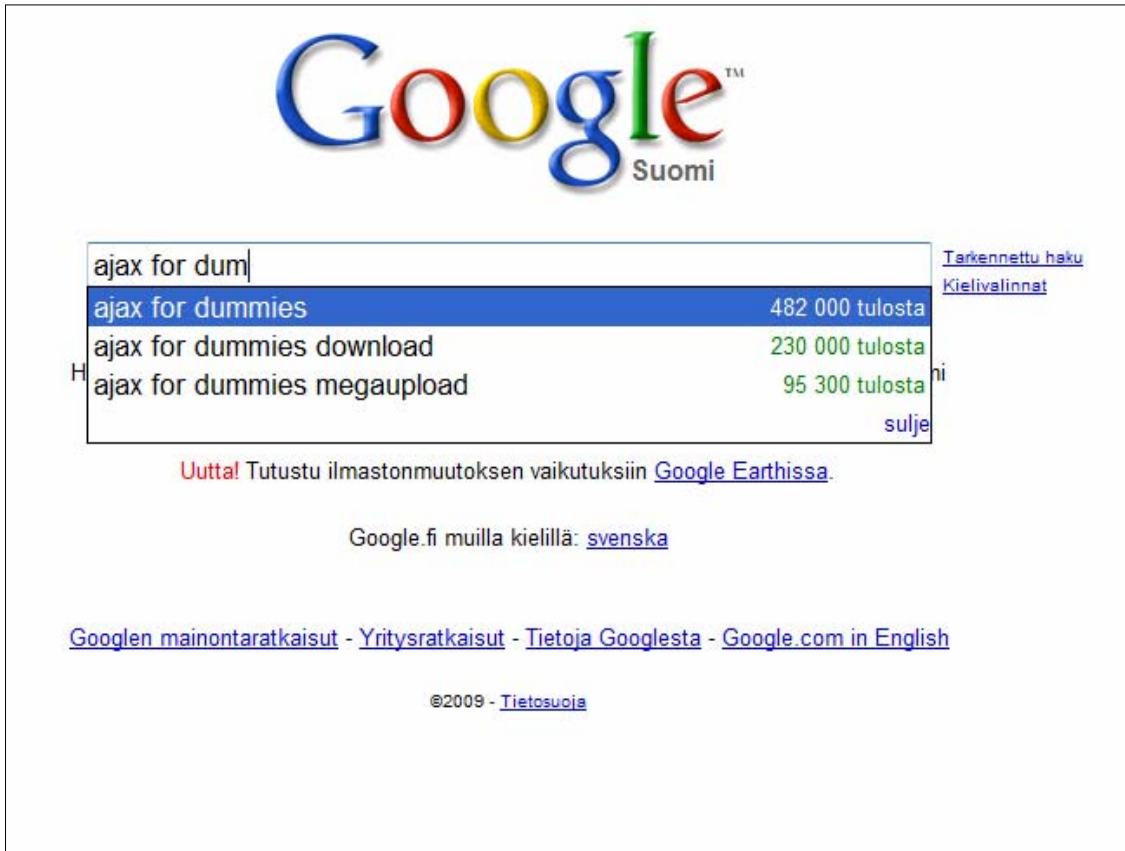 Google™
Suomi
ajax for dum
Tarkennettu haku
Kielivalinnat
ajax for dummies 482 000 tulosta
ajax for dummies download 230 000 tulosta
ajax for dummies megaupload 95 300 tulosta
sulje
Uutta! Tutustu ilmastonmuutoksen vaikutuksiin Google Earthissa.
Google.fi muilla kielillä: svenska
Googlen mainontaratkaisut - Yritysratkaisut - Tietoja Googlesta - Google.com in English
©2009 - Tietosuoja